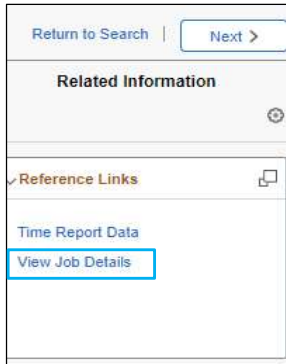 Return to Search | Next >
Related Information
Reference Links
Time Report Data
View Job Details